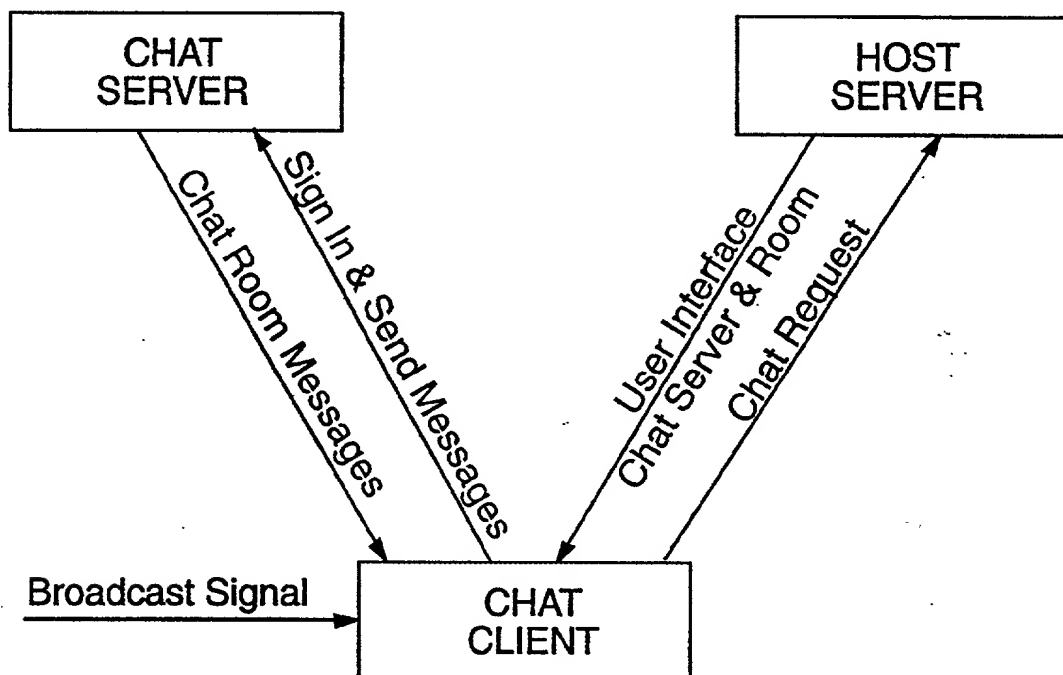 CHAT
SERVER
HOST
SERVER
Chat Room Messages
Sign In & Send Messages
User Interface
Chat Server & Room
Chat Request
Broadcast Signal
CHAT
CLIENT